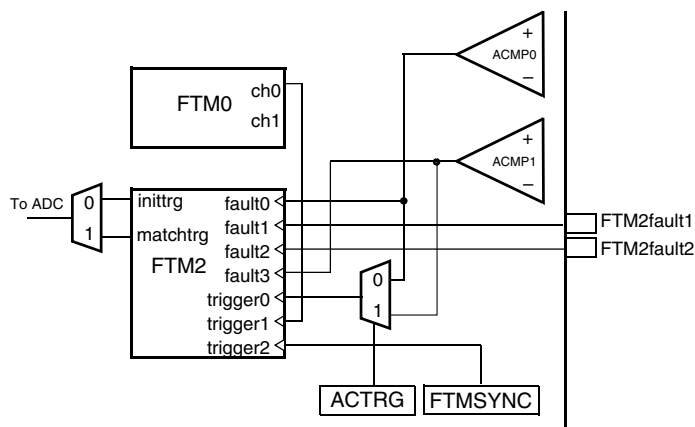 +
ACMP0
−
FTM0
ch0
ch1
+
ACMP1
−
To ADC
0
1
inittrg
matchtrg
FTM2
fault0
fault1
fault2
fault3
trigger0
trigger1
trigger2
0
1
FTM2fault1
FTM2fault2
ACTRG
FTMSYNC